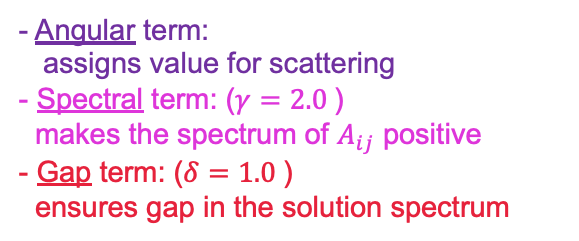 - Angular term:
assigns value for scattering
- Spectral term: (γ = 2.0 )
makes the spectrum of Aᵢⱼ positive
- Gap term: (δ = 1.0 )
ensures gap in the solution spectrum